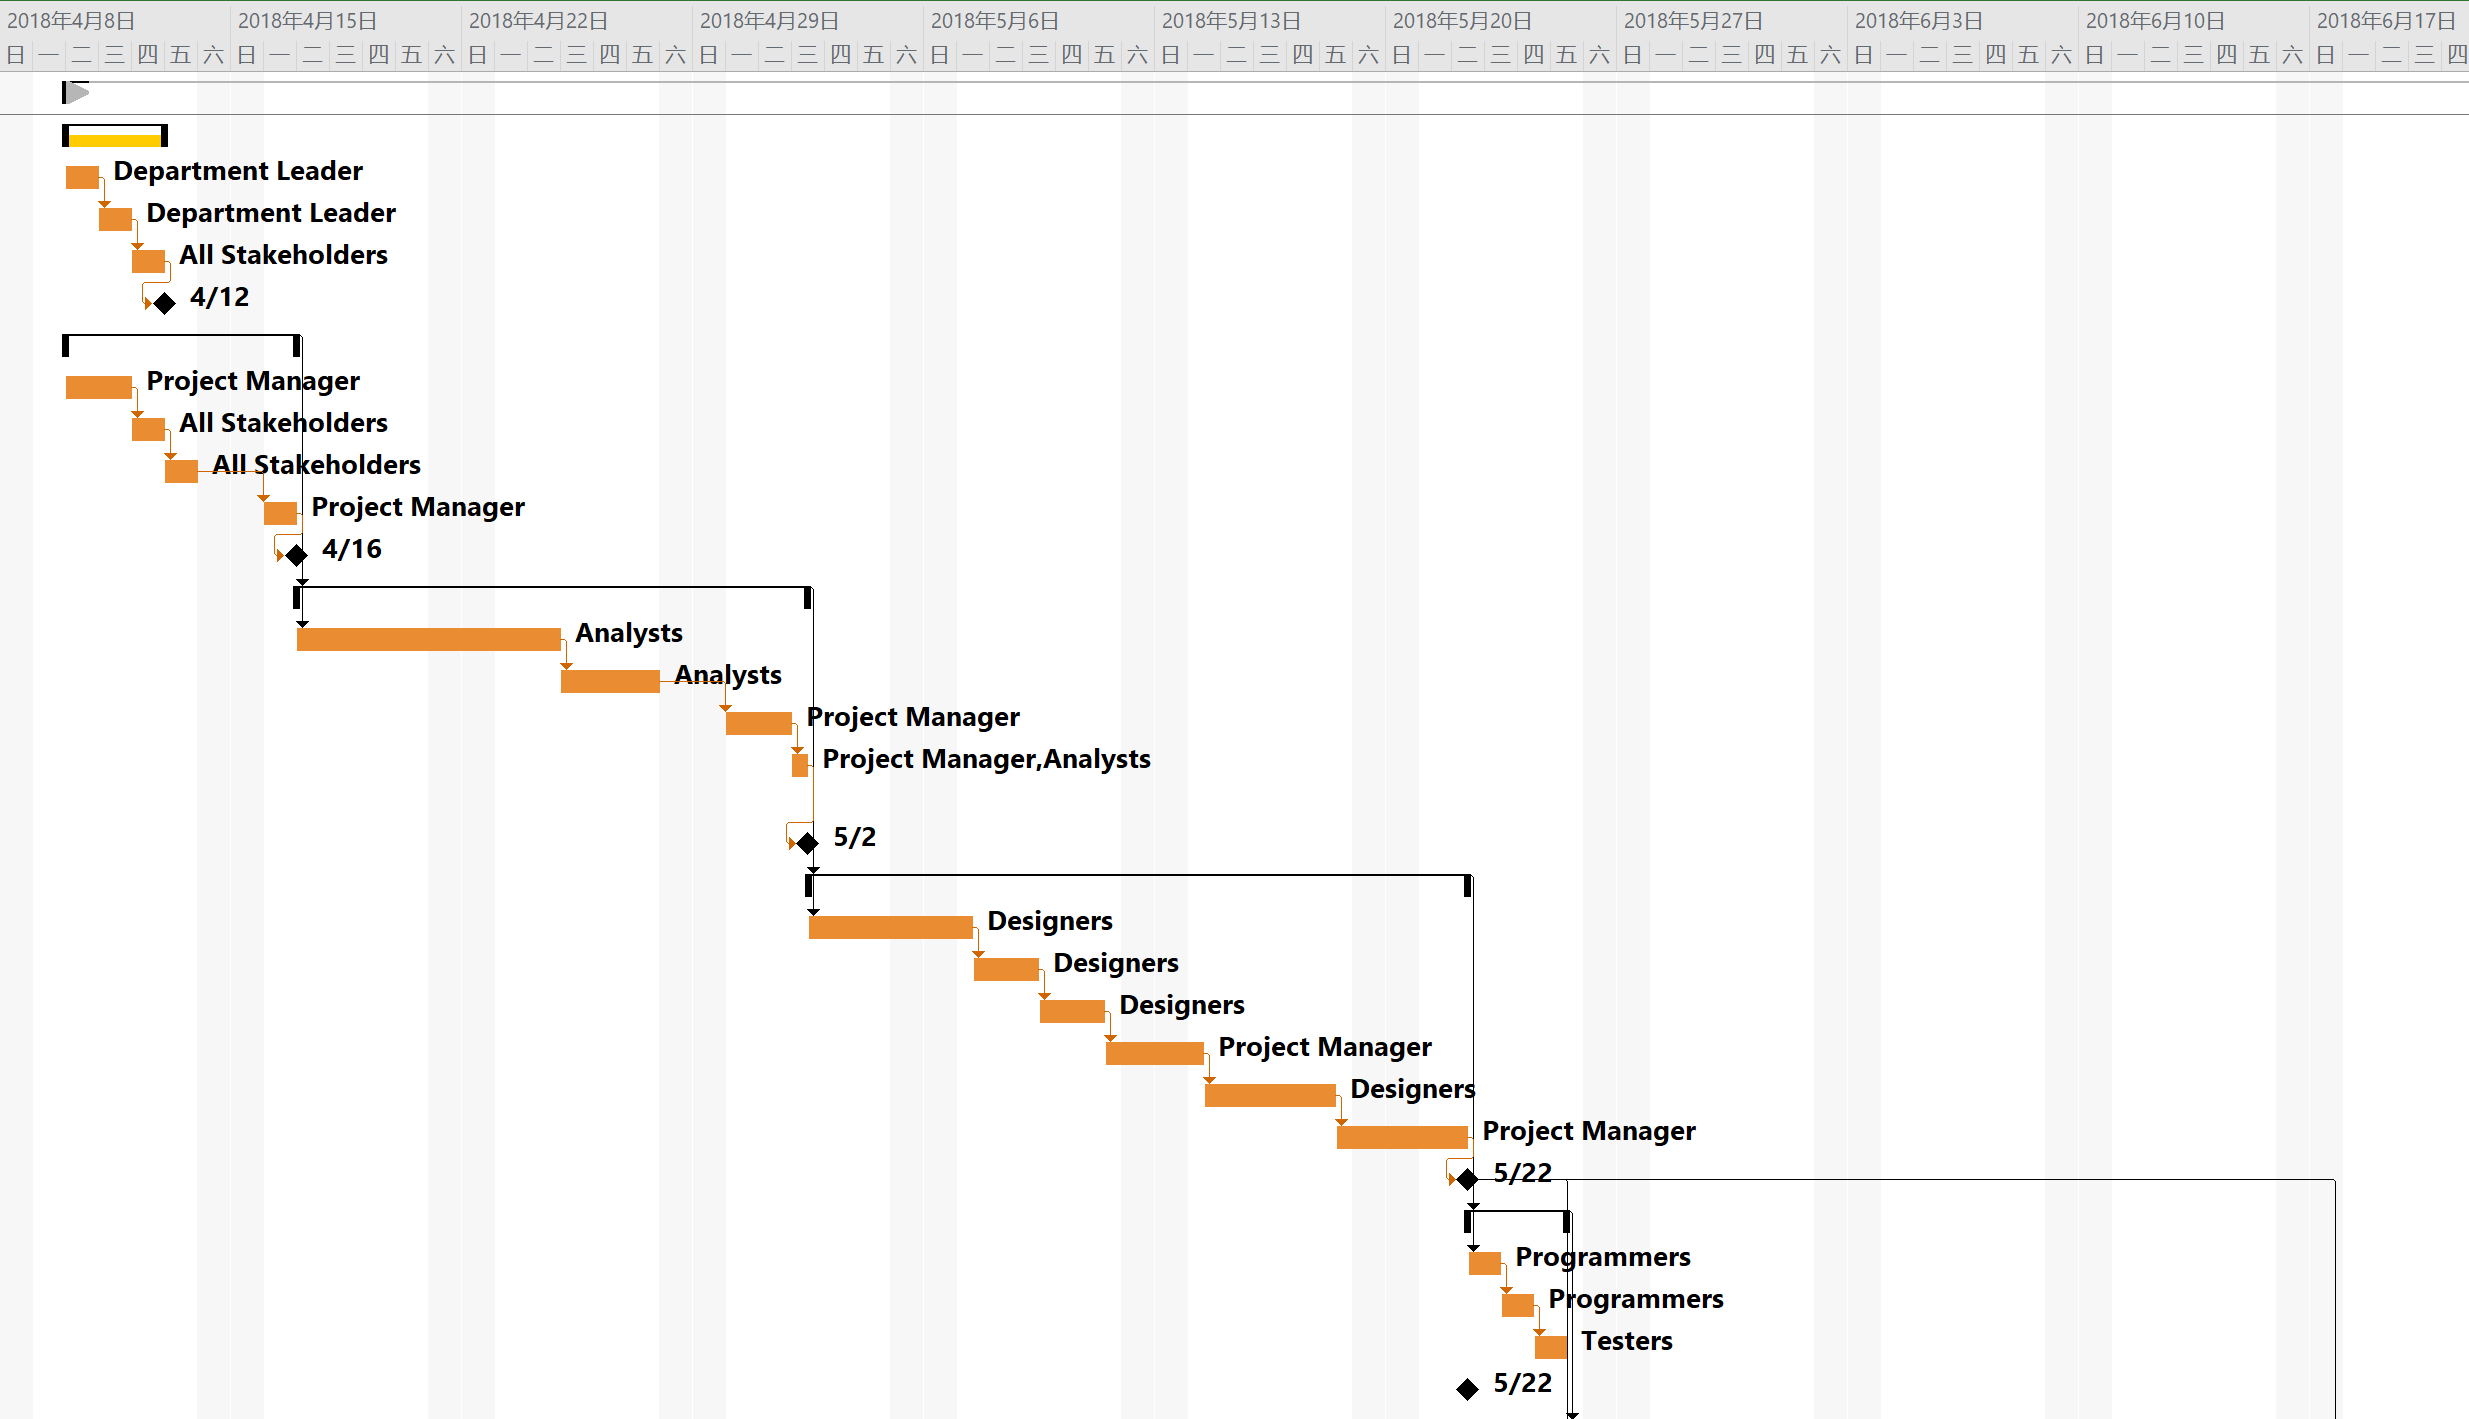 2018年4月8日 2018年4月15日 2018年4月22日 2018年4月29日 2018年5月6日 2018年5月13日 2018年5月20日 2018年5月27日 2018年6月3日 2018年6月10日 2018年6月17日
日 一 二 三 四 五 六 日 一 二 三 四 五 六 日 一 二 三 四 五 六 日 一 二 三 四 五 六 日 一 二 三 四 五 六 日 一 二 三 四 五 六 日 一 二 三 四 五 六 日 一 二 三 四 五 六 日 一 二 三 四 五 六 日 一 二 三 四 五 六 日 一 二 三 四
Department Leader
Department Leader
All Stakeholders
4/12
Project Manager
All Stakeholders
All Stakeholders
Project Manager
4/16
Analysts
Analysts
Project Manager
Project Manager,Analysts
5/2
Designers
Designers
Designers
Project Manager
Designers
Project Manager
5/22
Programmers
Programmers
Testers
5/22